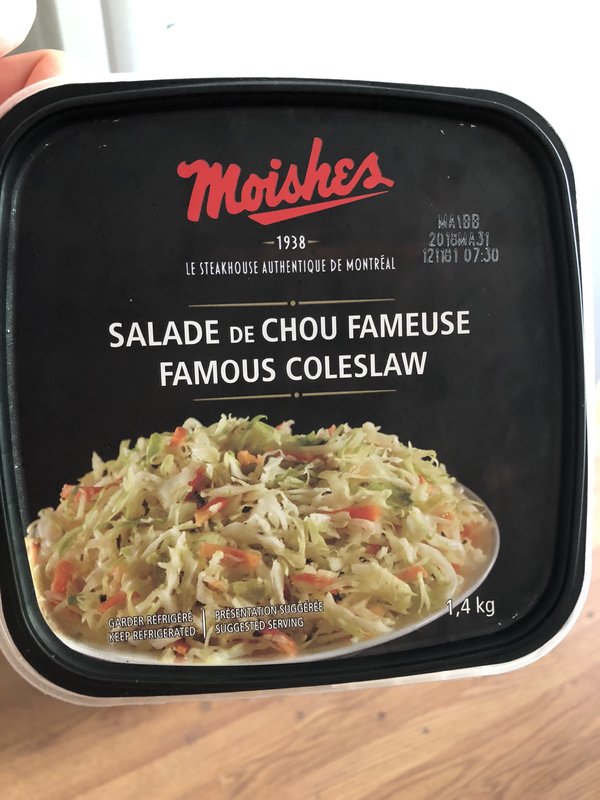 Moishes
1938
LE STEAKHOUSE AUTHENTIQUE DE MONTRÉAL
MA188
2018MA31
121181 07:30
SALADE DE CHOU FAMEUSE
FAMOUS COLESLAW
GARDER RÉFRIGÉRÉ
KEEP REFRIGERATED
PRÉSENTATION SUGGÉRÉE
SUGGESTED SERVING
1,4 kg